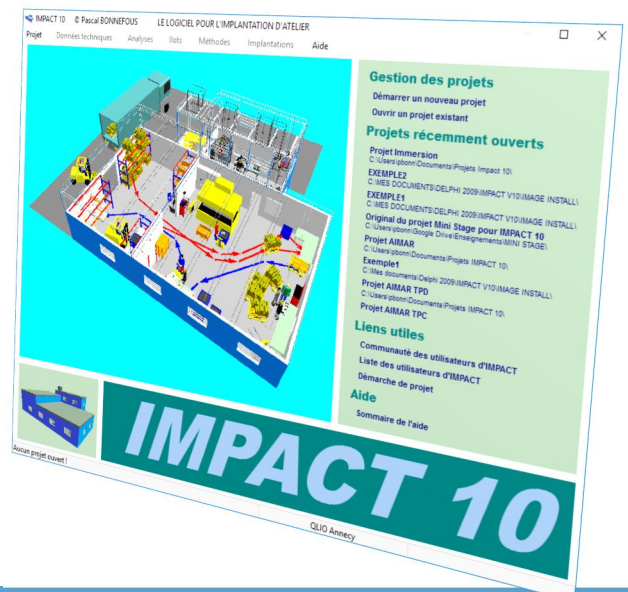 IMPACT 10 © Pascal BONNEFOUS LE LOGICIEL POUR L'IMPLANTATION D'ATELIER
Projet Données techniques Analyses Ilots Méthodes Implantations Aide
Gestion des projets
Démarrer un nouveau projet
Ouvrir un projet existant
Projets récemment ouverts
Projet Immersion
C:\Users\pbonn\Documents\Projets Impact 10\
EXEMPLE2
C:\MES DOCUMENTS\DELPHI 2009\IMPACT V10\IMAGE INSTALL\
EXEMPLE1
C:\MES DOCUMENTS\DELPHI 2009\IMPACT V10\IMAGE INSTALL\
Original du projet Mini Stage pour IMPACT 10
C:\Users\pbonn\Google Drive\Enseignements\MINI STAGE\
Projet AIMAR
C:\Users\pbonn\Documents\Projets IMPACT 10\
Exemple1
C:\Mes documents\Delphi 2009\IMPACT V10\IMAGE INSTALL\
Projet AIMAR TPD
C:\Users\pbonn\Documents\Projets IMPACT 10\
Projet AIMAR TPC
Liens utiles
Communauté des utilisateurs d'IMPACT
Liste des utilisateurs d'IMPACT
Démarche de projet
Aide
Sommaire de l'aide
IMPACT 10
Aucun projet ouvert !
QLIO Annecy